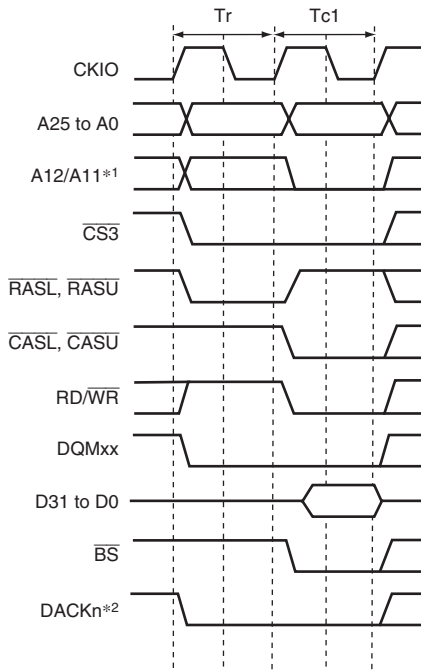 Tr Tc1
CKIO
A25 to A0
A12/A11*1
CS3
RASL, RASU
CASL, CASU
RD/WR
DQMxx
D31 to D0
BS
DACKn*2